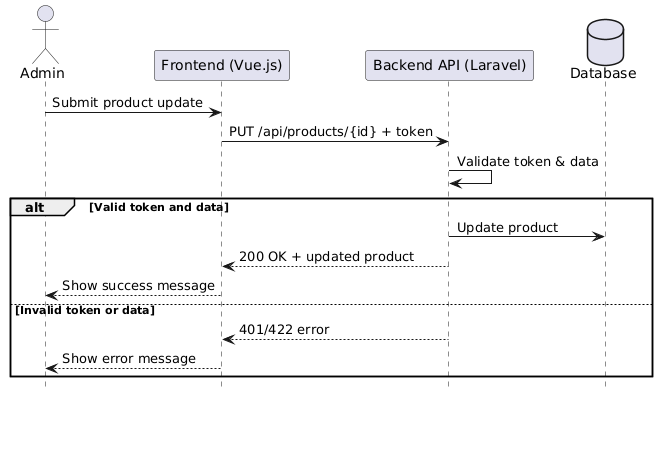 Admin
Frontend (Vue.js)
Backend API (Laravel)
Database
Submit product update
PUT /api/products/{id} + token
Validate token & data
alt [Valid token and data]
Update product
200 OK + updated product
Show success message
[Invalid token or data]
401/422 error
Show error message